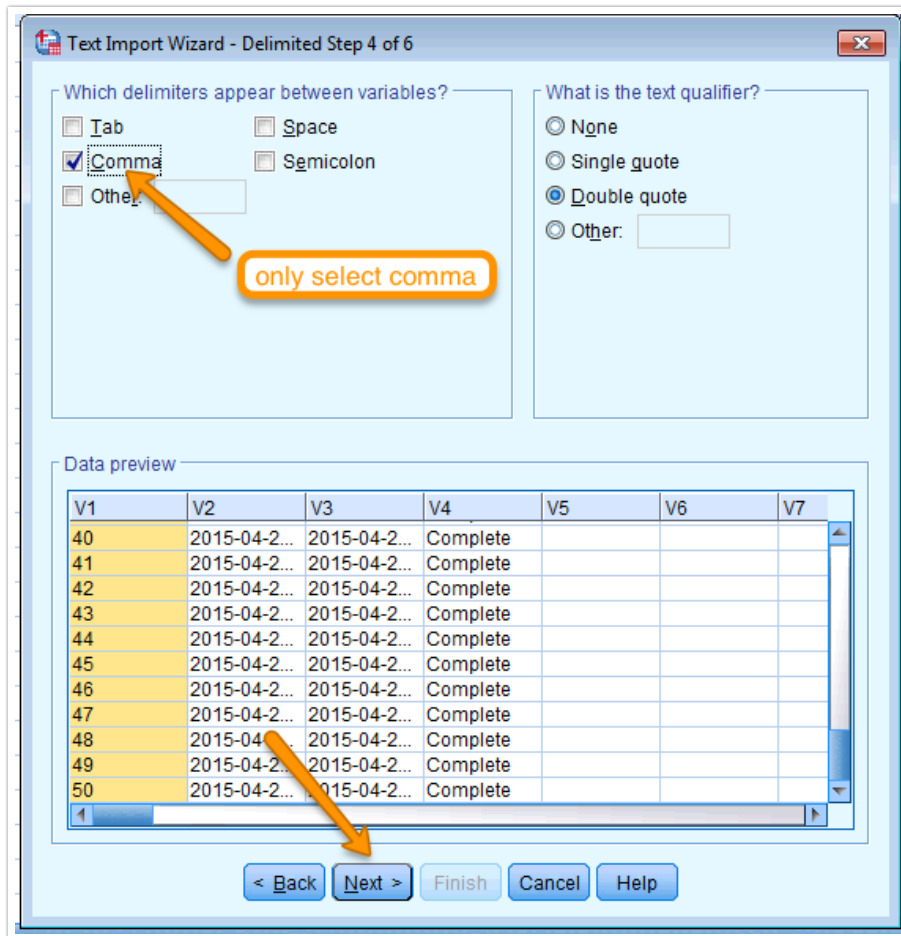 Text Import Wizard - Delimited Step 4 of 6
Which delimiters appear between variables?
Tab
Space
Comma
Semicolon
Other:
only select comma
What is the text qualifier?
None
Single quote
Double quote
Other:
Data preview
V1 V2 V3 V4 V5 V6 V7
40 2015-04-2... 2015-04-2... Complete
41 2015-04-2... 2015-04-2... Complete
42 2015-04-2... 2015-04-2... Complete
43 2015-04-2... 2015-04-2... Complete
44 2015-04-2... 2015-04-2... Complete
45 2015-04-2... 2015-04-2... Complete
46 2015-04-2... 2015-04-2... Complete
47 2015-04-2... 2015-04-2... Complete
48 2015-04-2... 2015-04-2... Complete
49 2015-04-2... 2015-04-2... Complete
50 2015-04-2... 2015-04-2... Complete
< Back Next > Finish Cancel Help